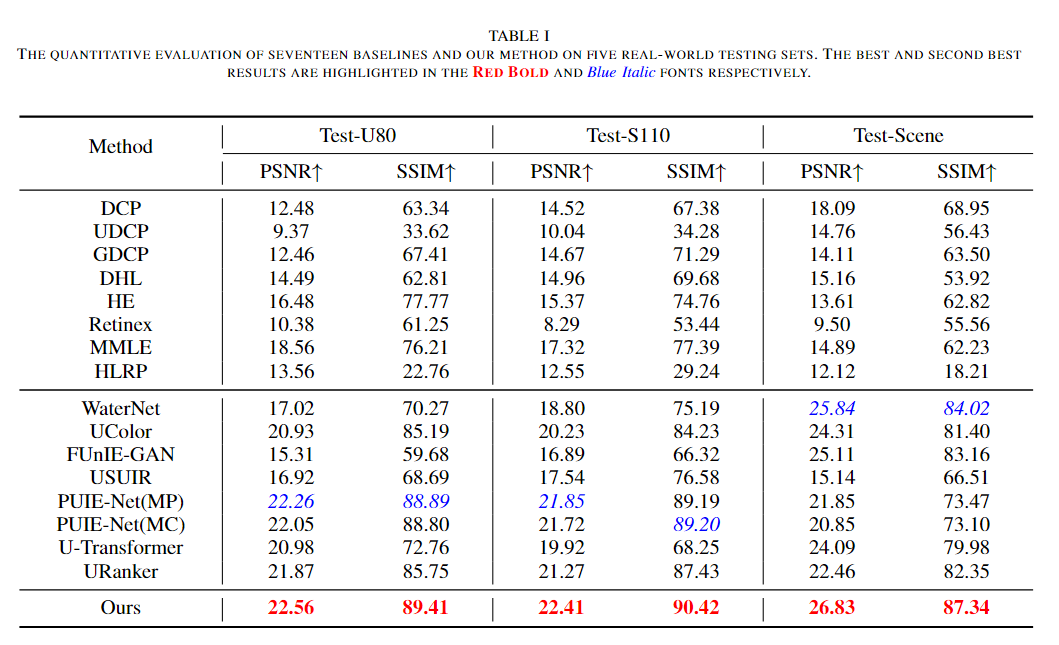 TABLE I
THE QUANTITATIVE EVALUATION OF SEVENTEEN BASELINES AND OUR METHOD ON FIVE REAL-WORLD TESTING SETS. THE BEST AND SECOND BEST
RESULTS ARE HIGHLIGHTED IN THE RED BOLD AND Blue Italic FONTS RESPECTIVELY.
Method Test-U80 Test-S110 Test-Scene
PSNR↑ SSIM↑ PSNR↑ SSIM↑ PSNR↑ SSIM↑
DCP 12.48 63.34 14.52 67.38 18.09 68.95
UDCP 9.37 33.62 10.04 34.28 14.76 56.43
GDCP 12.46 67.41 14.67 71.29 14.11 63.50
DHL 14.49 62.81 14.96 69.68 15.16 53.92
HE 16.48 77.77 15.37 74.76 13.61 62.82
Retinex 10.38 61.25 8.29 53.44 9.50 55.56
MMLE 18.56 76.21 17.32 77.39 14.89 62.23
HLRP 13.56 22.76 12.55 29.24 12.12 18.21
WaterNet 17.02 70.27 18.80 75.19 25.84 84.02
UColor 20.93 85.19 20.23 84.23 24.31 81.40
FUnIE-GAN 15.31 59.68 16.89 66.32 25.11 83.16
USUIR 16.92 68.69 17.54 76.58 15.14 66.51
PUIE-Net(MP) 22.26 88.89 21.85 89.19 21.85 73.47
PUIE-Net(MC) 22.05 88.80 21.72 89.20 20.85 73.10
U-Transformer 20.98 72.76 19.92 68.25 24.09 79.98
URanker 21.87 85.75 21.27 87.43 22.46 82.35
Ours 22.56 89.41 22.41 90.42 26.83 87.34